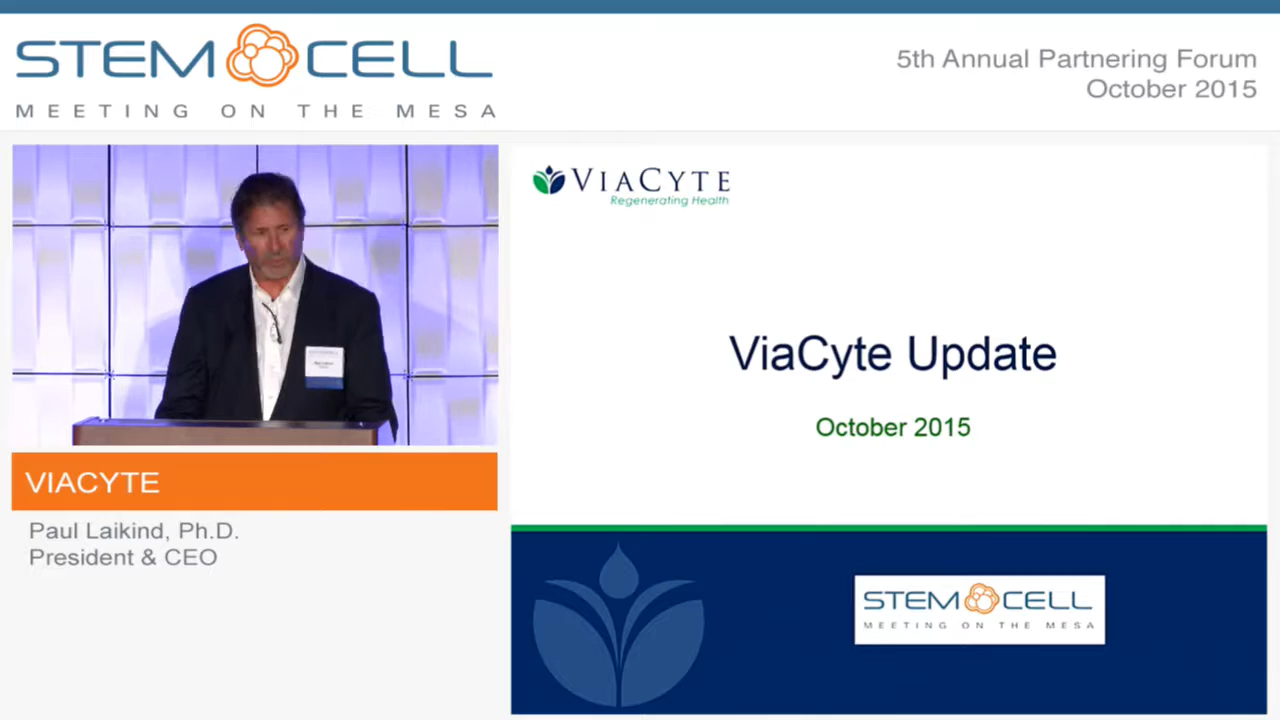 STEM CELL
MEETING ON THE MESA
5th Annual Partnering Forum
October 2015
VIACYTE
Regenerating Health
ViaCyte Update
October 2015
VIACYTE
Paul Laikind, Ph.D.
President & CEO
STEM CELL
MEETING ON THE MESA